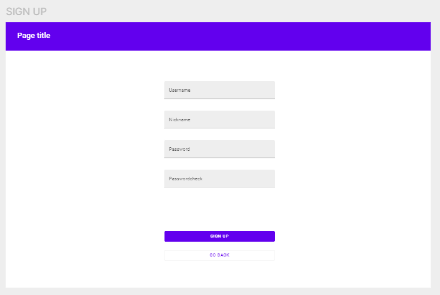 SIGN UP
Page title
Username
Nickname
Password
Passwordcheck
SIGN UP
GO BACK